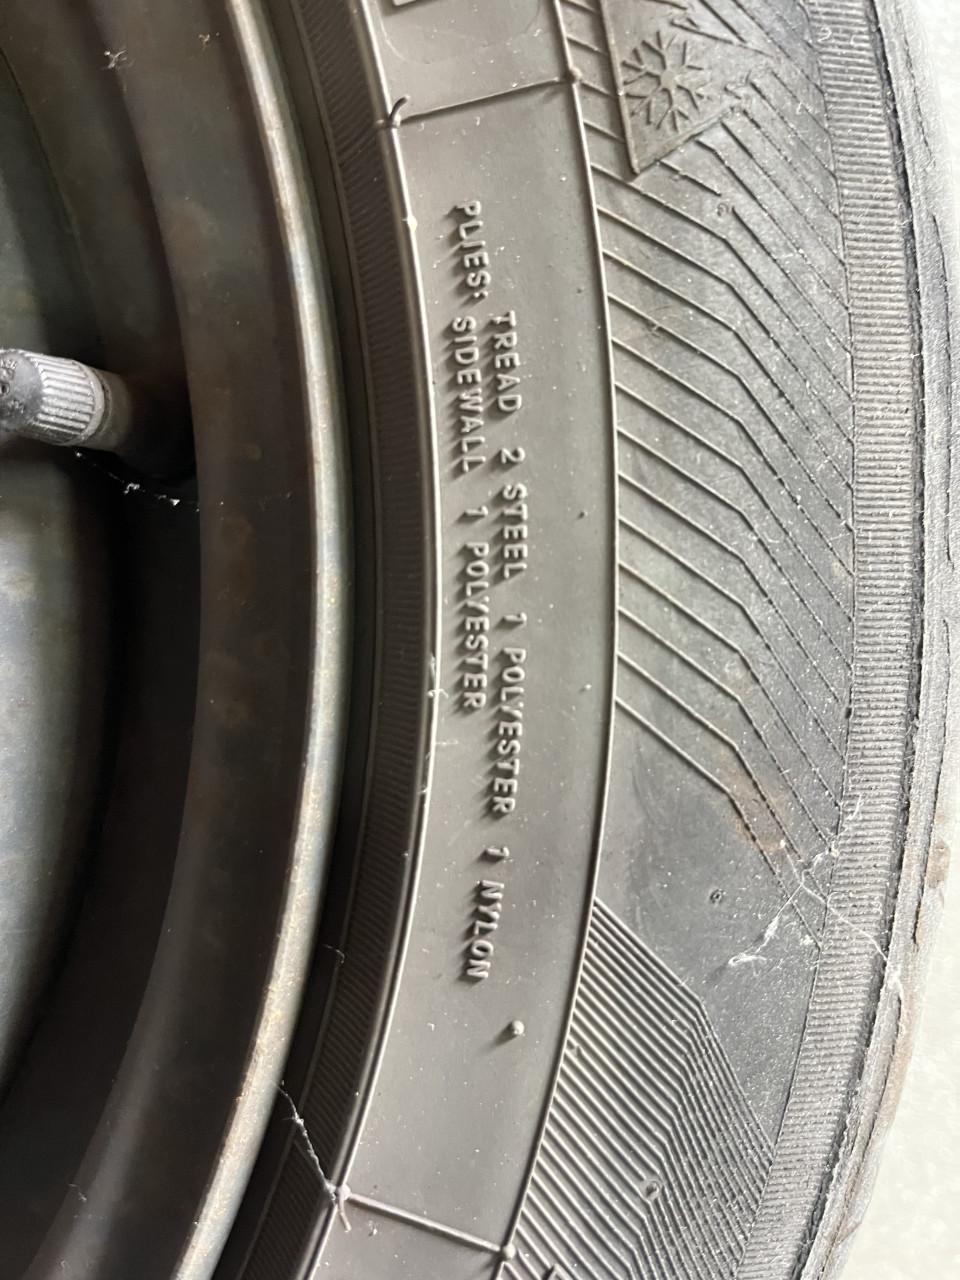 PLIES: TREAD 2 STEEL 1 POLYESTER 1 NYLON
SIDEWALL 1 POLYESTER